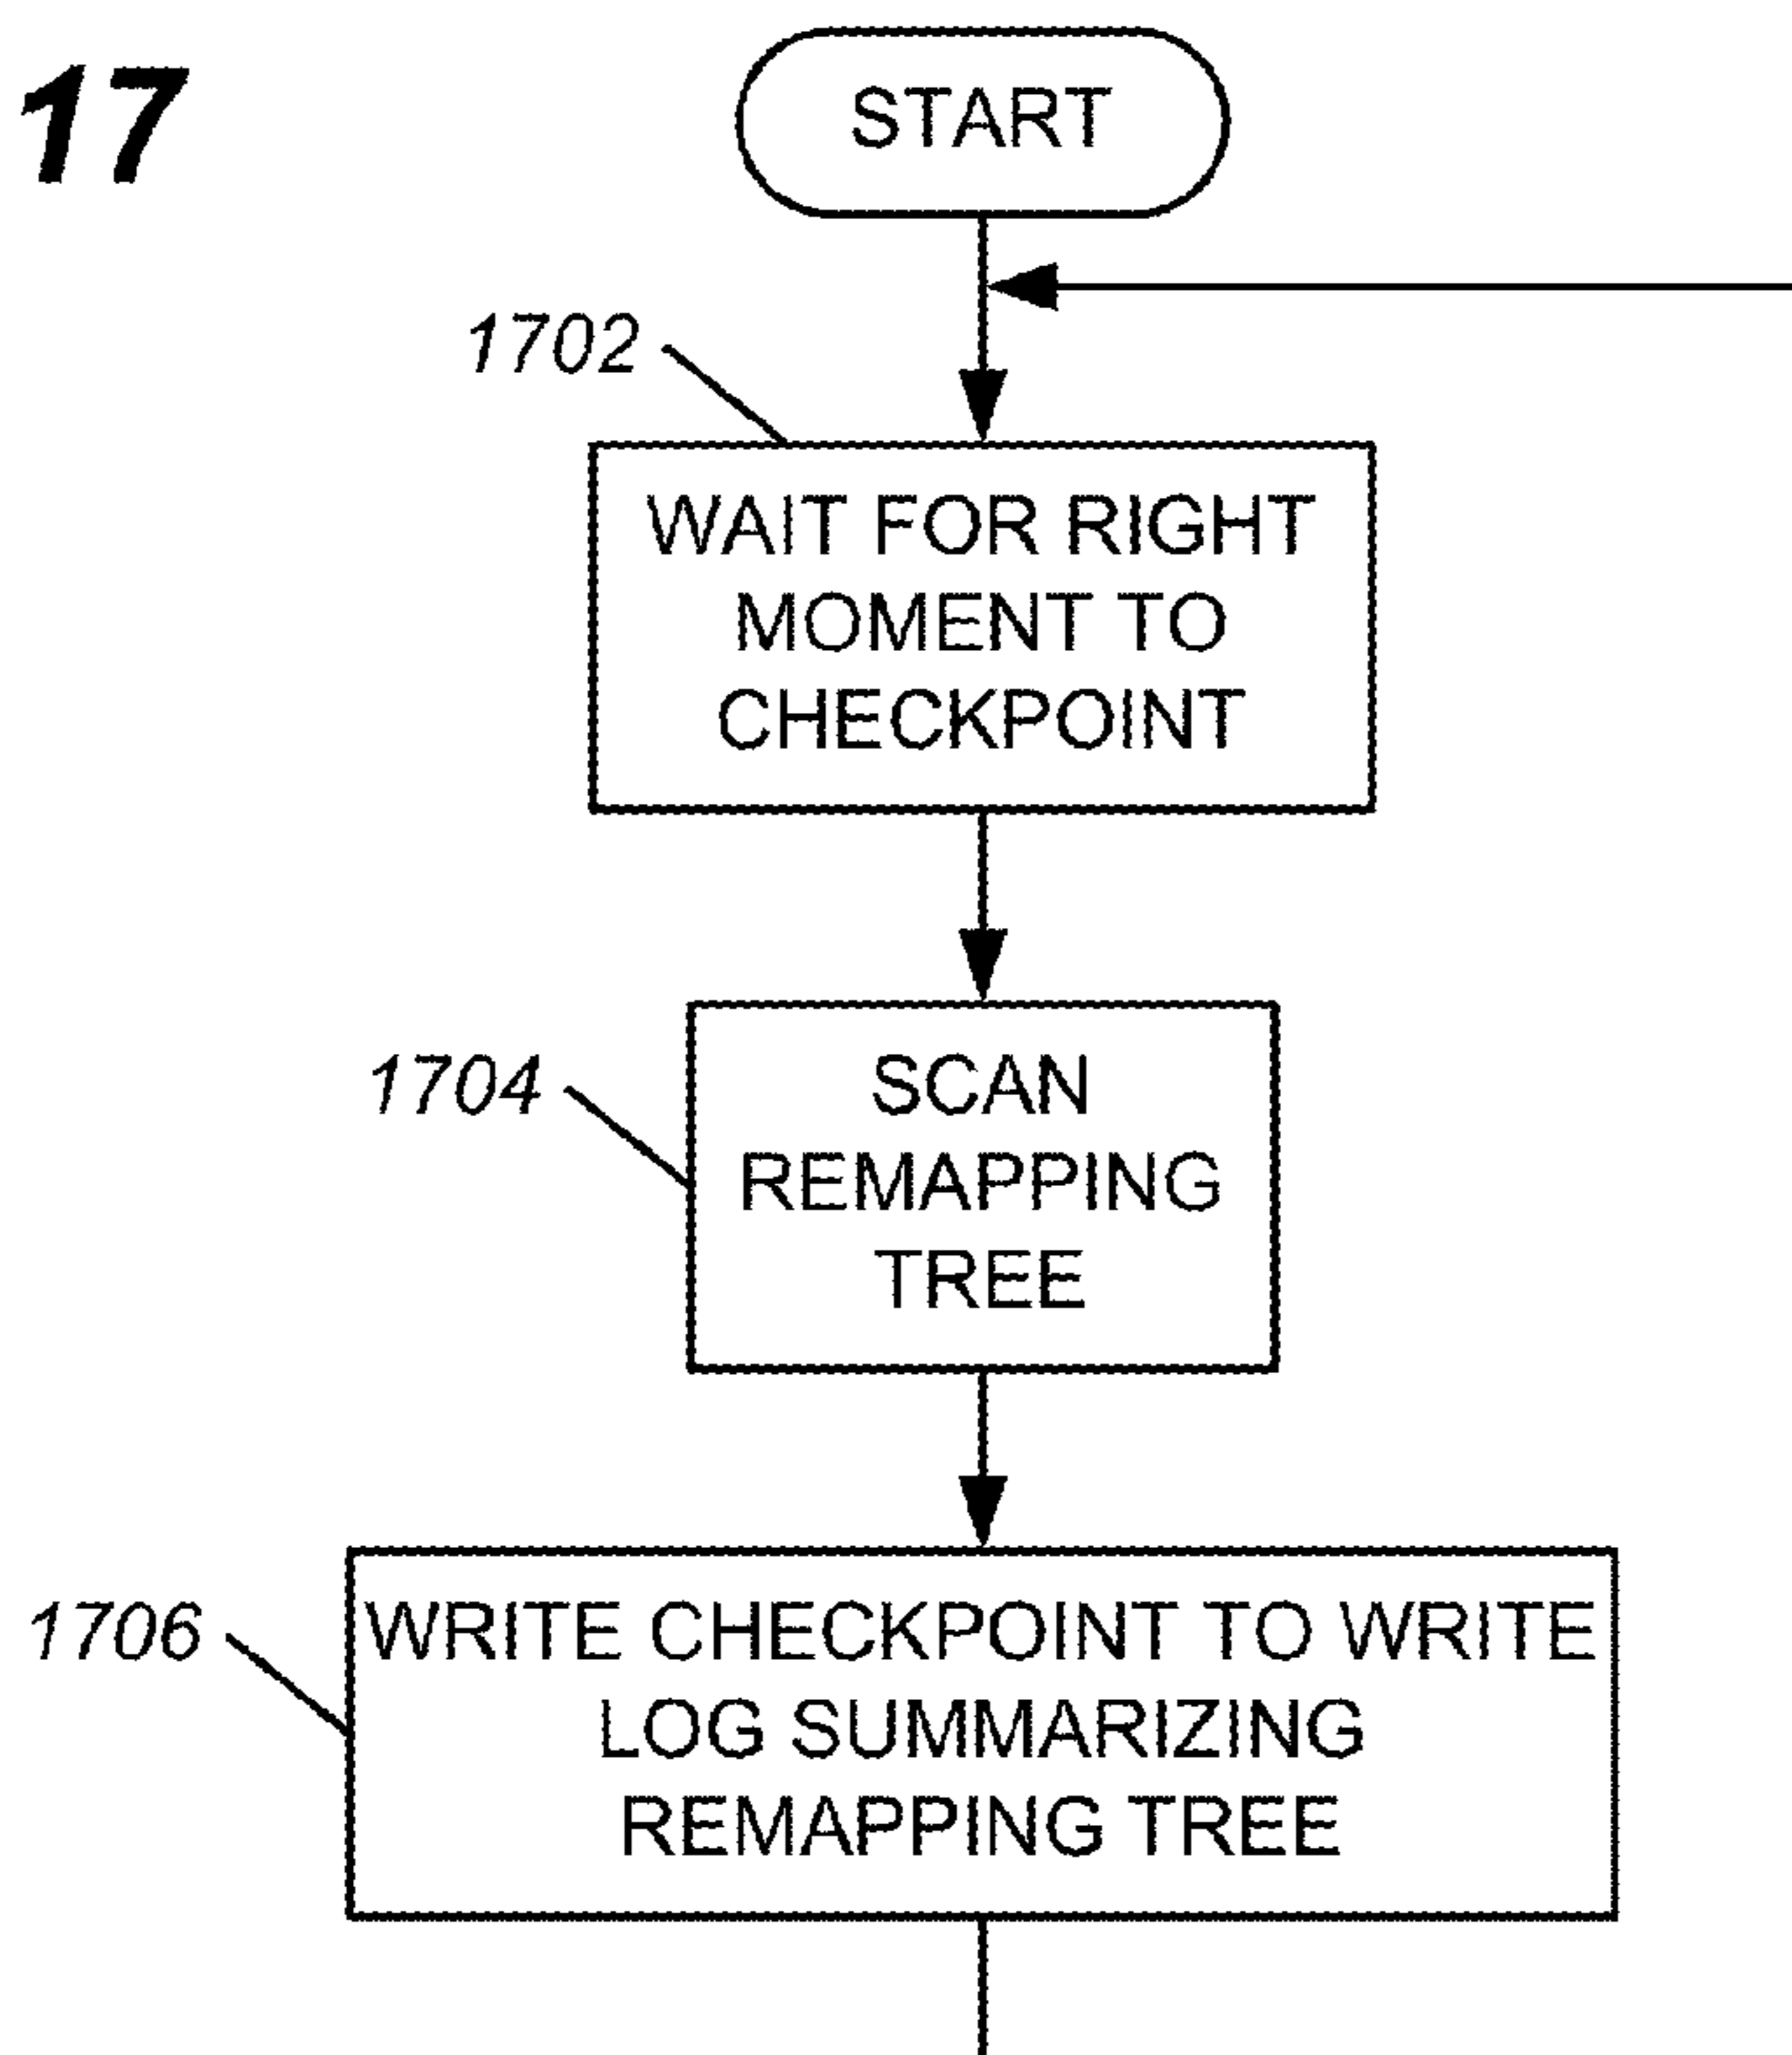 17
START
1702
WAIT FOR RIGHT
MOMENT TO
CHECKPOINT
1704
SCAN
REMAPPING
TREE
1706
WRITE CHECKPOINT TO WRITE
LOG SUMMARIZING
REMAPPING TREE